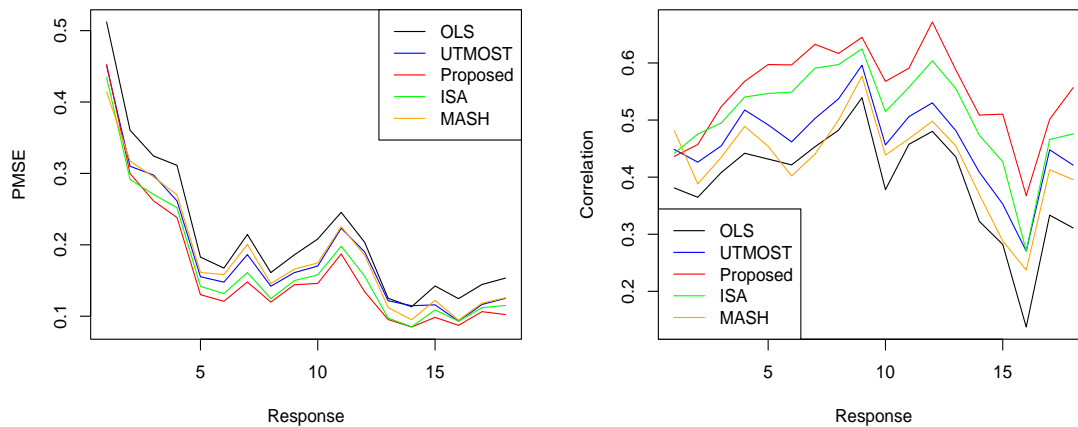 OLS
UTMOST
Proposed
ISA
MASH
0.5
0.4
0.3
0.2
0.1
PMSE
5
10
15
Response
0.6
0.5
0.4
0.3
0.2
Correlation
OLS
UTMOST
Proposed
ISA
MASH
5
10
15
Response